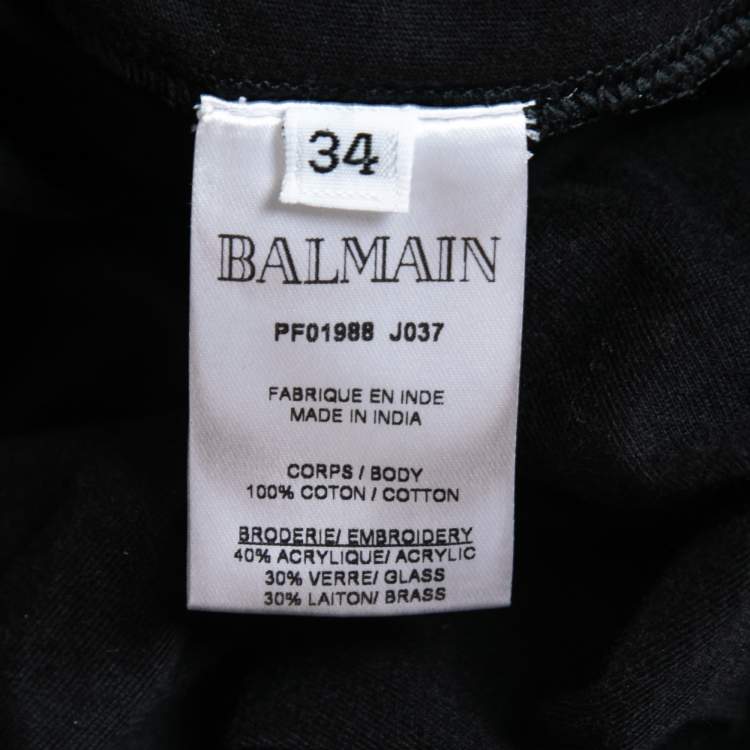 34
BALMAIN
PF01988 J037
FABRIQUE EN INDE
MADE IN INDIA
CORPS / BODY
100% COTON / COTTON
BRODERIE/ EMBROIDERY
40% ACRYLIQUE/ ACRYLIC
30% VERRE/ GLASS
30% LAITON/ BRASS